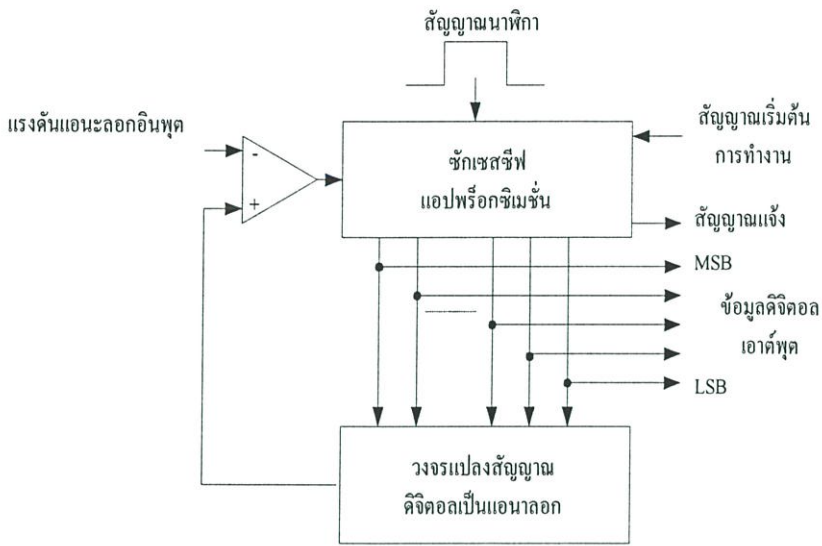 สัญญาณนาฬิกา
แรงดันแอนะลอกอินพุต
-
+
ซักเซสซีฟ
แอปพร็อกซิเมชั่น
สัญญาณเริ่มต้น
การทำงาน
สัญญาณแจ้ง
MSB
ข้อมูลดิจิตอล
เอาต์พุต
LSB
วงจรแปลงสัญญาณ
ดิจิตอลเป็นแอนาลอก